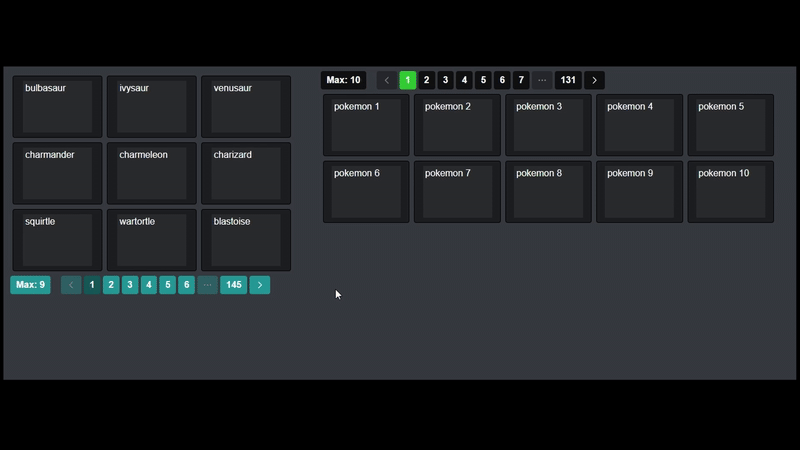 bulbasaur ivysaur venusaur
charmander charmeleon charizard
squirtle wartortle blastoise
Max: 9 < 1 2 3 4 5 6 ··· 145 >
Max: 10 < 1 2 3 4 5 6 7 ··· 131 >
pokemon 1 pokemon 2 pokemon 3 pokemon 4 pokemon 5
pokemon 6 pokemon 7 pokemon 8 pokemon 9 pokemon 10